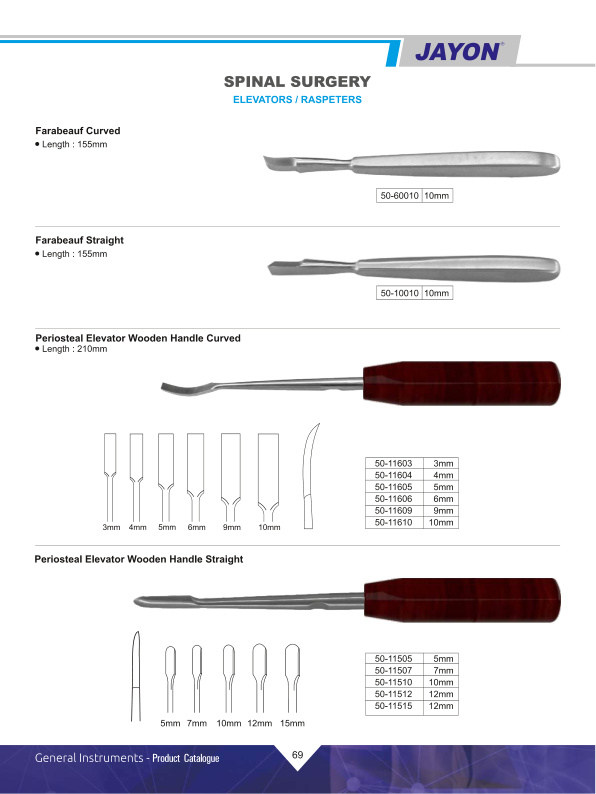 JAYON®
SPINAL SURGERY
ELEVATORS / RASPETERS
Farabeauf Curved
• Length : 155mm
50-60010 10mm
Farabeauf Straight
• Length : 155mm
50-10010 10mm
Periosteal Elevator Wooden Handle Curved
• Length : 210mm
3mm 4mm 5mm 6mm 9mm 10mm
50-11603 3mm
50-11604 4mm
50-11605 5mm
50-11606 6mm
50-11609 9mm
50-11610 10mm
Periosteal Elevator Wooden Handle Straight
5mm 7mm 10mm 12mm 15mm
50-11505 5mm
50-11507 7mm
50-11510 10mm
50-11512 12mm
50-11515 12mm
General Instruments - Product Catalogue
69